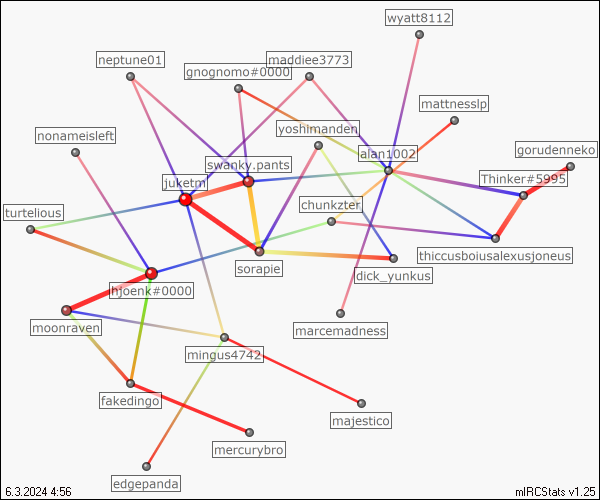 wyatt8112
neptune01
maddiee3773
gnognomo#0000
mattnesslp
nonameisleft
yoshimanden
alan1002
gorudenneko
swanky.pants
juketm
Thinker#5995
chunkzter
turtelious
sorapie
thiccusboiusalexusjoneus
dick_yunkus
hjoenk#0000
moonraven
marcemadness
mingus4742
fakedingo
majestico
mercurybro
edgepanda
6.3.2024 4:56
mIRCStats v1.25